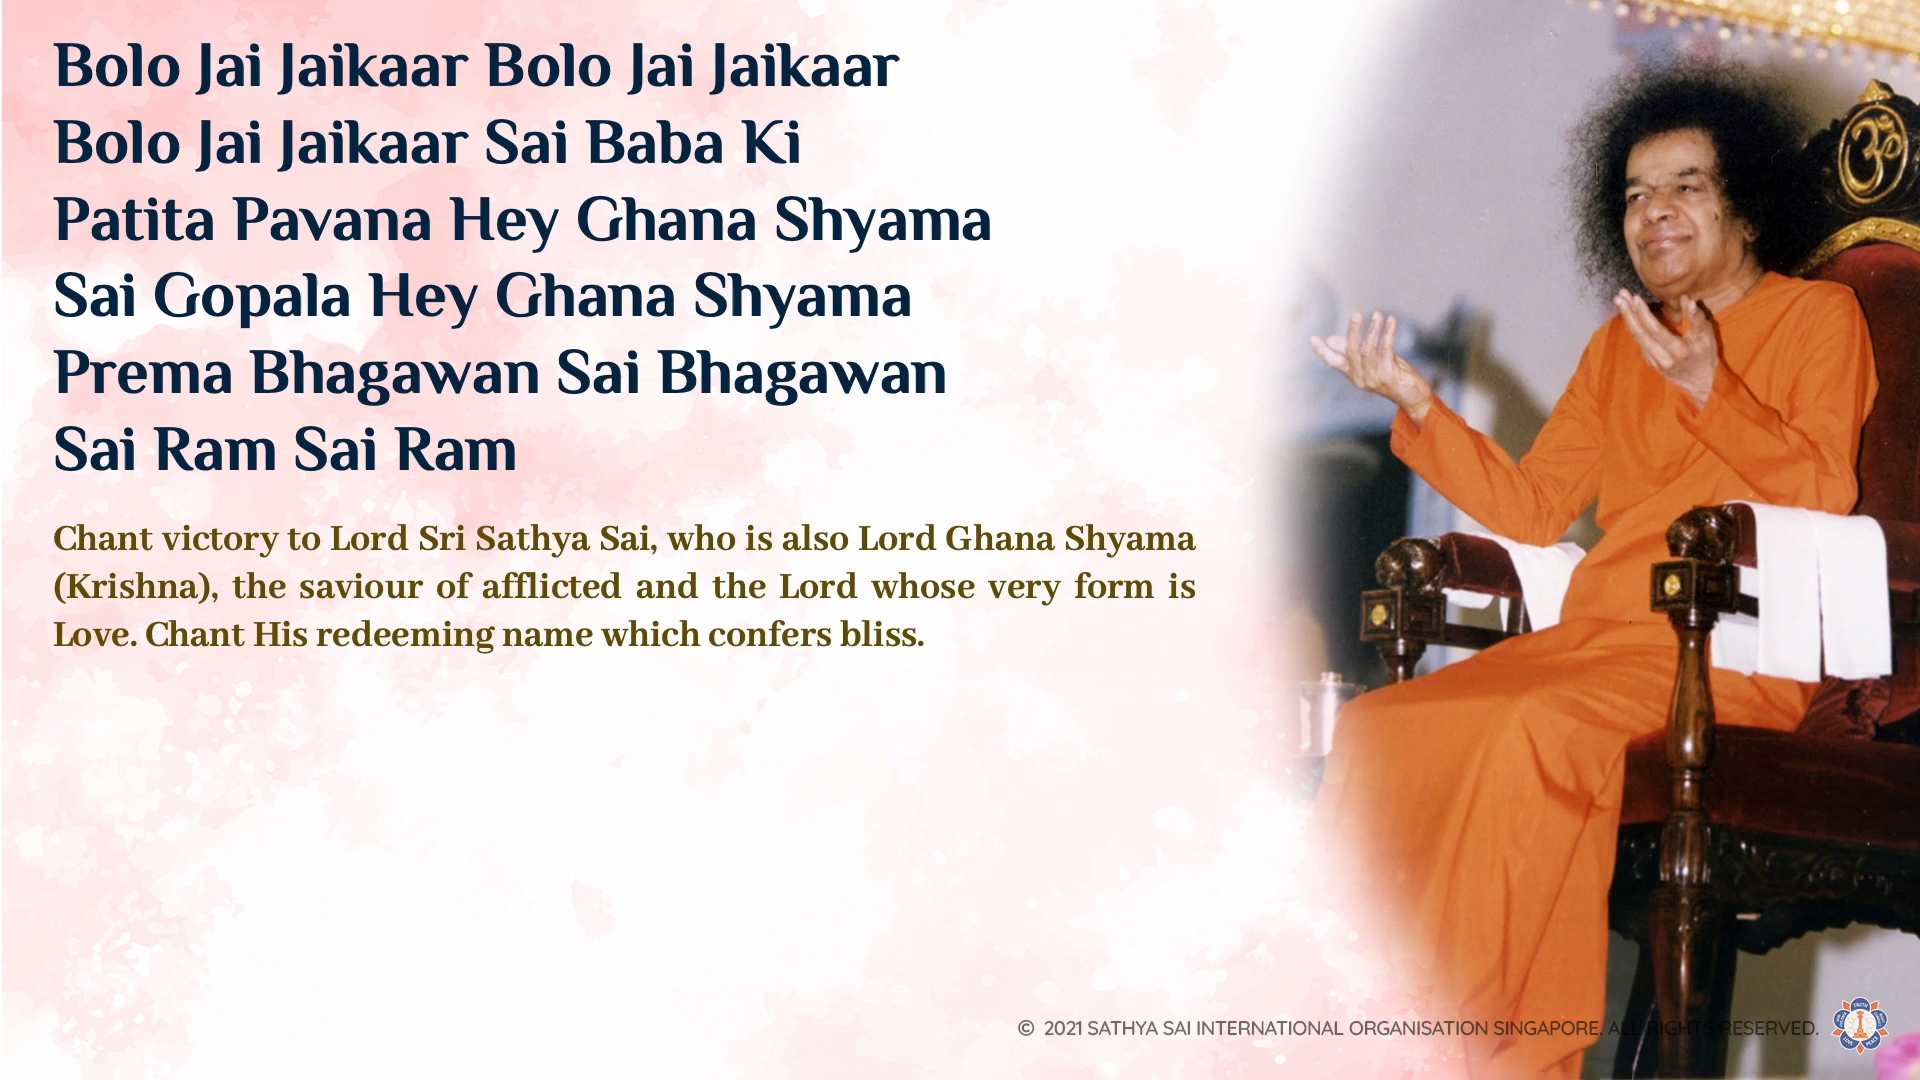 Bolo Jai Jaikaar Bolo Jai Jaikaar
Bolo Jai Jaikaar Sai Baba Ki
Patita Pavana Hey Ghana Shyama
Sai Gopala Hey Ghana Shyama
Prema Bhagawan Sai Bhagawan
Sai Ram Sai Ram
Chant victory to Lord Sri Sathya Sai, who is also Lord Ghana Shyama
(Krishna), the saviour of afflicted and the Lord whose very form is
Love. Chant His redeeming name which confers bliss.
© 2021 SATHYA SAI INTERNATIONAL ORGANISATION SINGAPORE. ALL RIGHTS RESERVED.
ॐ
TRUTH
LOVE
PEACE